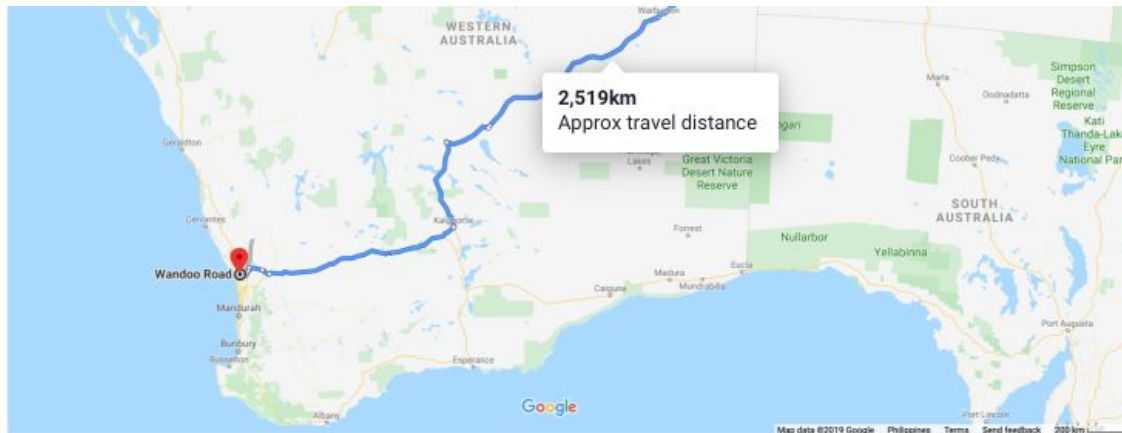 Warburton
WESTERN
AUSTRALIA
2,519km
Approx travel distance
Simpson
Desert
Regional
Reserve
Marla
Oodnadatta
Kati
Thanda-Lake
Eyre
National Par
Geraldton
Lakes
Great Victoria
Desert Nature
Reserve
Coober Pedy
SOUTH
AUSTRALIA
Cervantes
Forrest
Nullarbor
Yellabinna
Wandoo Road
Eucla
Madura
Mundrabilla
Caiguna
Mandurah
Port Augusta
Bunbury
Busselton
Esperance
Albany
Port Lincoln
Google
Map data ©2019 Google Philippines Terms Send feedback 200 km